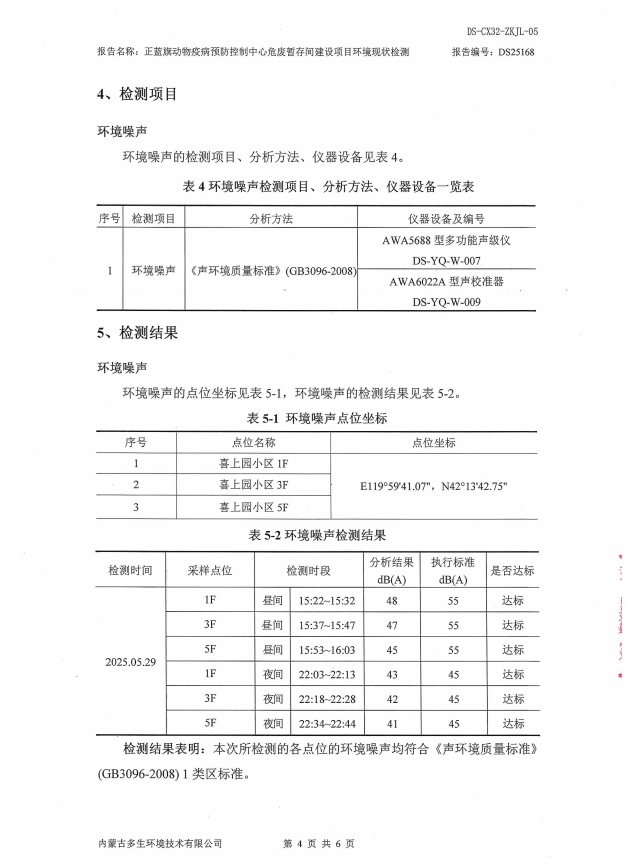 DS-CX32-ZKJL-05
报告名称：正蓝旗动物疫病预防控制中心危废暂存间建设项目环境现状检测 报告编号：DS25168
4、检测项目
环境噪声
环境噪声的检测项目、分析方法、仪器设备见表 4。
表 4 环境噪声检测项目、分析方法、仪器设备一览表
序号 检测项目 分析方法 仪器设备及编号
1 环境噪声 《声环境质量标准》(GB3096-2008) AWA5688 型多功能声级仪
DS-YQ-W-007
AWA6022A 型声校准器
DS-YQ-W-009
5、检测结果
环境噪声
环境噪声的点位坐标见表 5-1，环境噪声的检测结果见表 5-2。
表 5-1 环境噪声点位坐标
序号 点位名称 点位坐标
1 喜上园小区 1F
2 喜上园小区 3F E119°59'41.07"，N42°13'42.75"
3 喜上园小区 5F
表 5-2 环境噪声检测结果
检测时间 采样点位 检测时段 分析结果 dB(A) 执行标准 dB(A) 是否达标
2025.05.29 1F 昼间 15:22~15:32 48 55 达标
3F 昼间 15:37~15:47 47 55 达标
5F 昼间 15:53~16:03 45 55 达标
1F 夜间 22:03~22:13 43 45 达标
3F 夜间 22:18~22:28 42 45 达标
5F 夜间 22:34~22:44 41 45 达标
检测结果表明：本次所检测的各点位的环境噪声均符合《声环境质量标准》
(GB3096-2008) 1 类区标准。
内蒙古多生环境技术有限公司 第 4 页 共 6 页